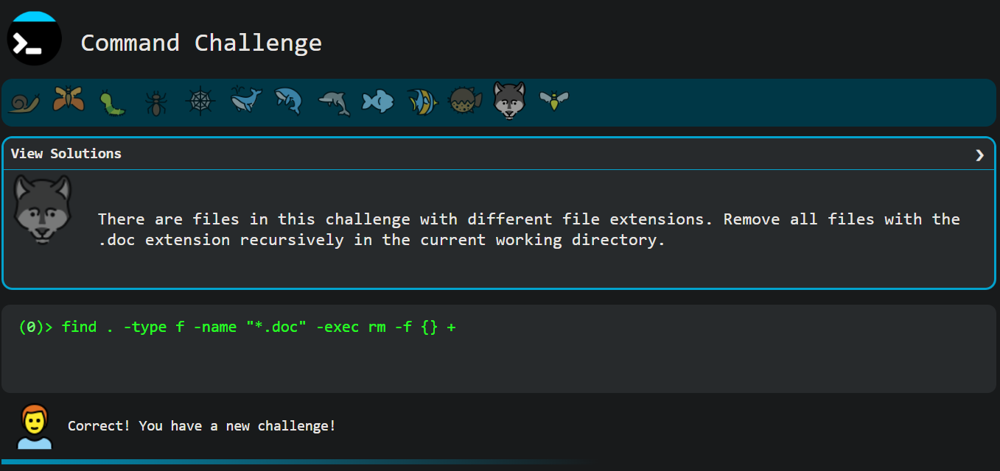 Command Challenge
View Solutions
There are files in this challenge with different file extensions. Remove all files with the
.doc extension recursively in the current working directory.
(0)> find . -type f -name "*.doc" -exec rm -f {} +
Correct! You have a new challenge!